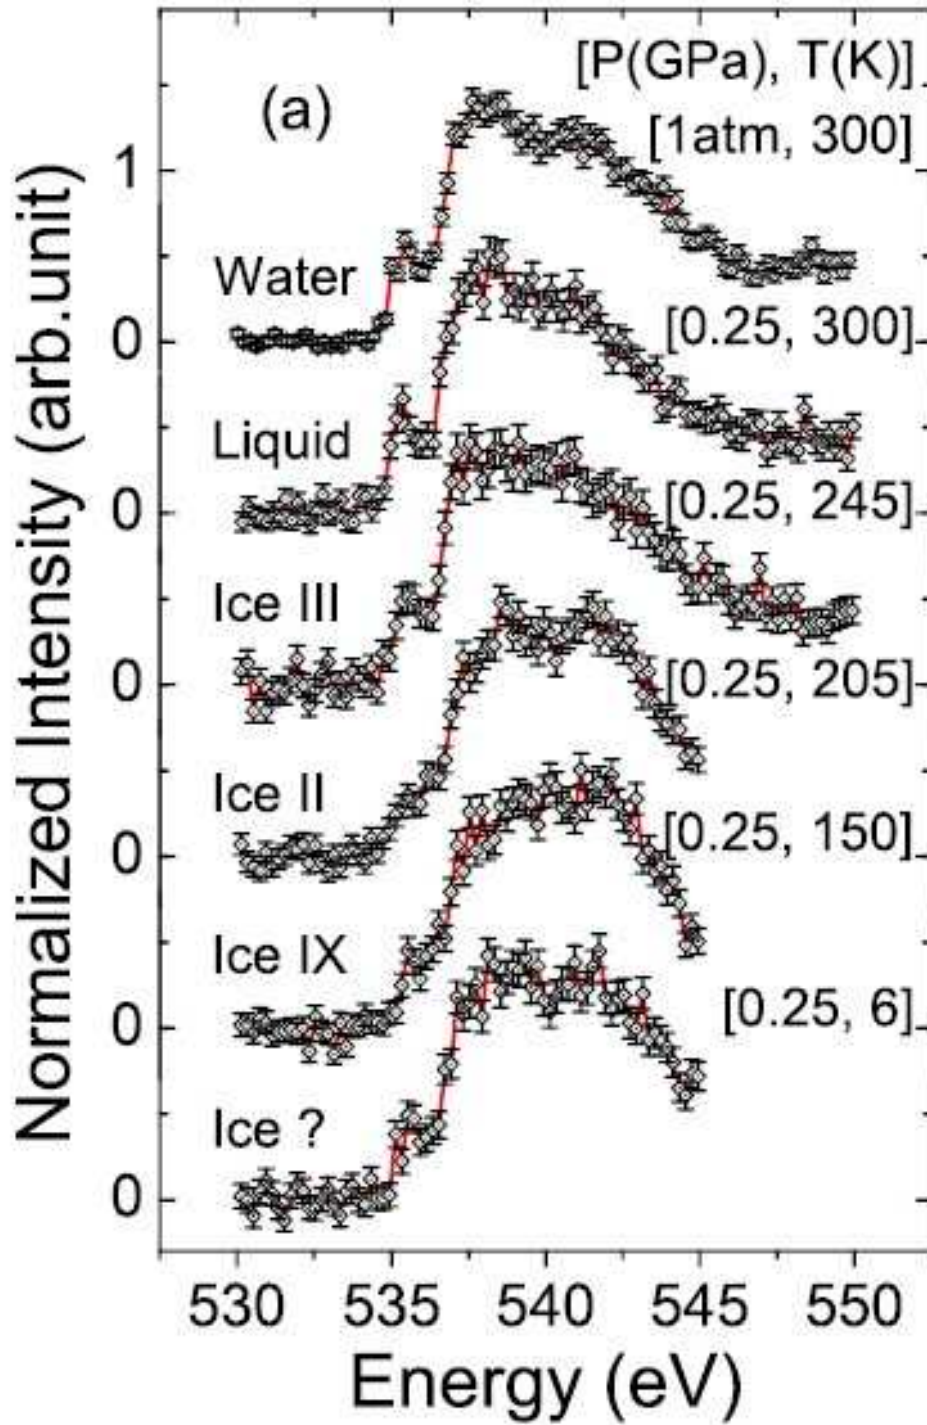 [P(GPa), T(K)]
(a)
[1atm, 300]
1
Water
0
[0.25, 300]
Liquid
0
[0.25, 245]
Ice III
0
[0.25, 205]
Ice II
0
[0.25, 150]
Ice IX
0
[0.25, 6]
Ice ?
0
Normalized Intensity (arb.unit)
530 535 540 545 550
Energy (eV)